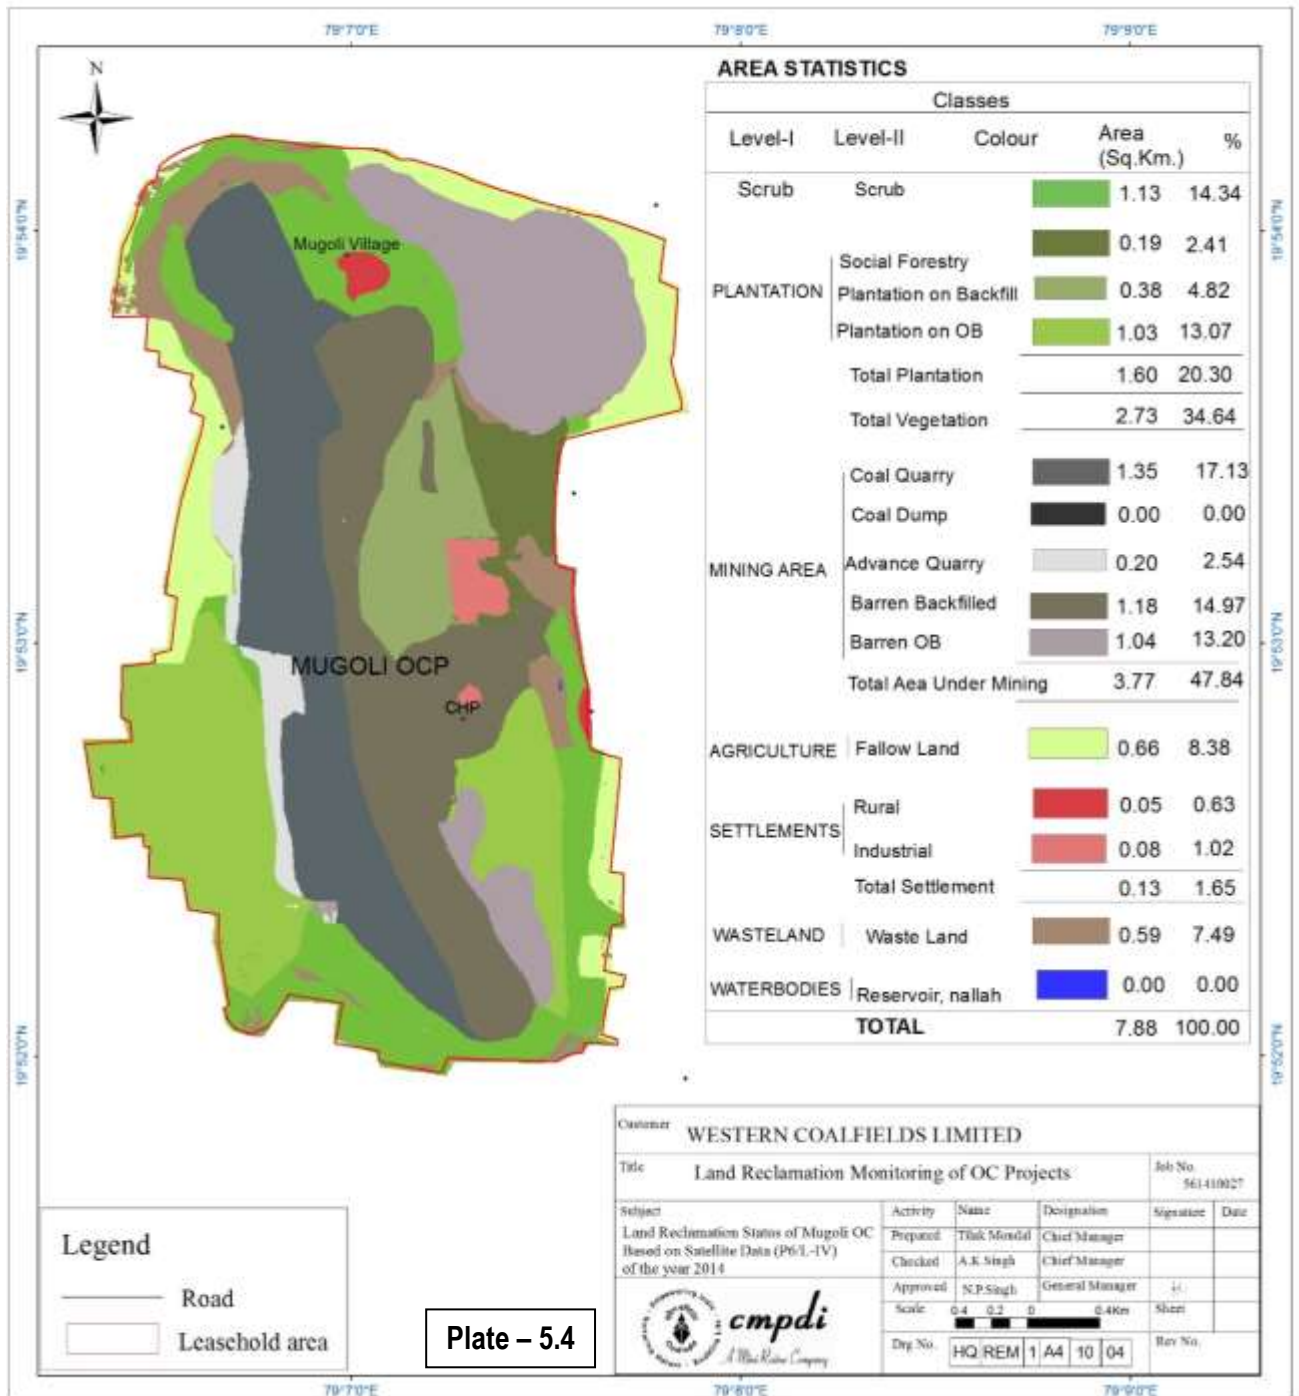 79°7'0"E 79°8'0"E 79°9'0"E
N
AREA STATISTICS
Classes
Level-I Level-II Colour Area (Sq.Km.) %
Scrub Scrub 1.13 14.34
PLANTATION
Social Forestry 0.19 2.41
Plantation on Backfill 0.38 4.82
Plantation on OB 1.03 13.07
Total Plantation 1.60 20.30
Total Vegetation 2.73 34.64
MINING AREA
Coal Quarry 1.35 17.13
Coal Dump 0.00 0.00
Advance Quarry 0.20 2.54
Barren Backfilled 1.18 14.97
Barren OB 1.04 13.20
Total Aea Under Mining 3.77 47.84
AGRICULTURE Fallow Land 0.66 8.38
SETTLEMENTS
Rural 0.05 0.63
Industrial 0.08 1.02
Total Settlement 0.13 1.65
WASTELAND Waste Land 0.59 7.49
WATERBODIES Reservoir, nallah 0.00 0.00
TOTAL 7.88 100.00
19°54'0"N 19°54'0"N
19°53'0"N 19°53'0"N
19°52'0"N 19°52'0"N
Mugoli Village
MUGOLI OCP
CHP
Customer WESTERN COALFIELDS LIMITED
Title Land Reclamation Monitoring of OC Projects
Job No.
561410027
Subject
Land Reclamation Status of Mugoli OC
Based on Satellite Data (P6/L-IV)
of the year 2014
Activity Name Designation Signature Date
Prepared Tilak Mondal Chief Manager
Checked A.K Singh Chief Manager
Approved N.P.Singh General Manager
Scale 0.4 0.2 0 0.4Km Sheet
Drg No. HQ REM 1 A4 10 04 Rev No.
cmpdi
A Mini Ratna Company
Legend
Road
Leasehold area
Plate – 5.4
79°7'0"E 79°8'0"E 79°9'0"E